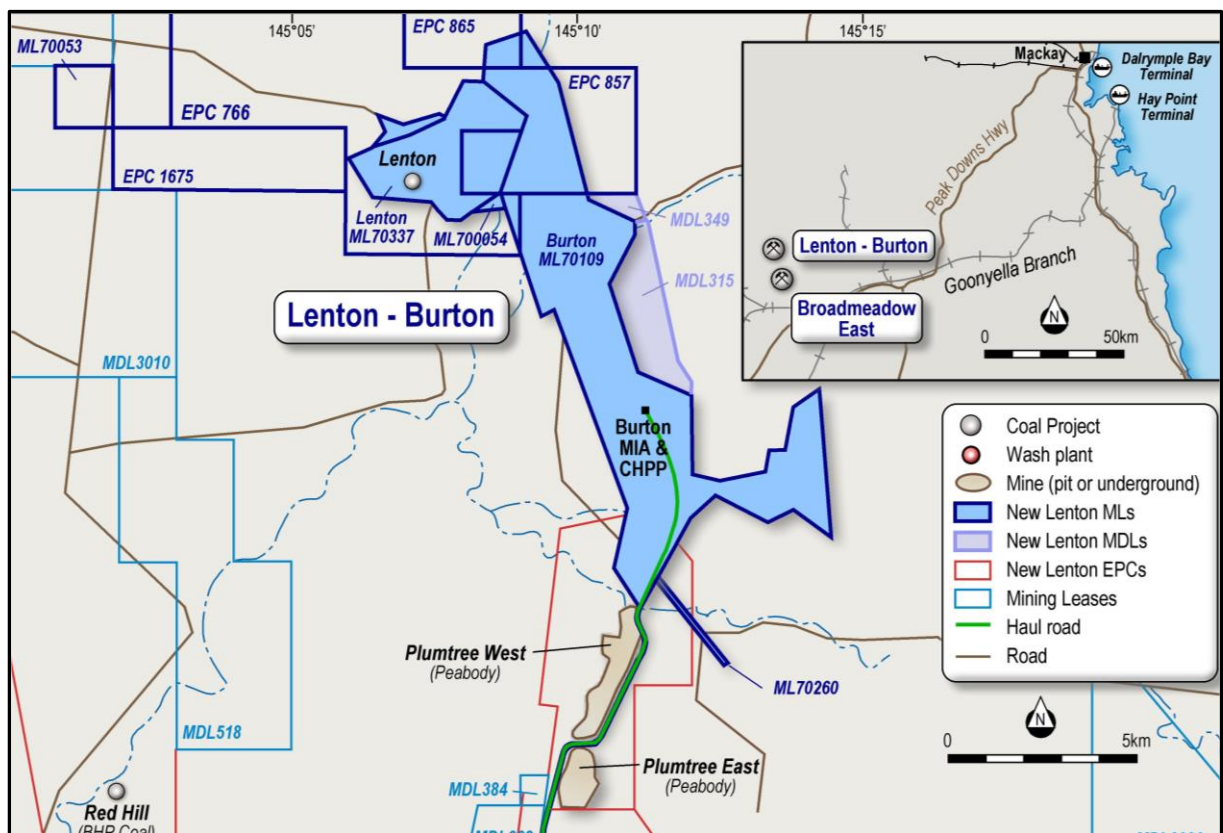 145°05'
145°10'
145°15'
ML70053
EPC 865
EPC 857
EPC 766
EPC 1675
Lenton
Lenton
ML70337
ML700054
Burton
ML70109
MDL349
MDL315
Lenton - Burton
MDL3010
Burton
MIA &
CHPP
Plumtree West
(Peabody)
ML70260
MDL518
Plumtree East
(Peabody)
MDL384
Red Hill
(BHP Coal)
Mackay
Dalrymple Bay
Terminal
Hay Point
Terminal
Peak Downs Hwy
Lenton - Burton
Goonyella Branch
Broadmeadow
East
N
0
50km
Coal Project
Wash plant
Mine (pit or underground)
New Lenton MLs
New Lenton MDLs
New Lenton EPCs
Mining Leases
Haul road
Road
N
0
5km